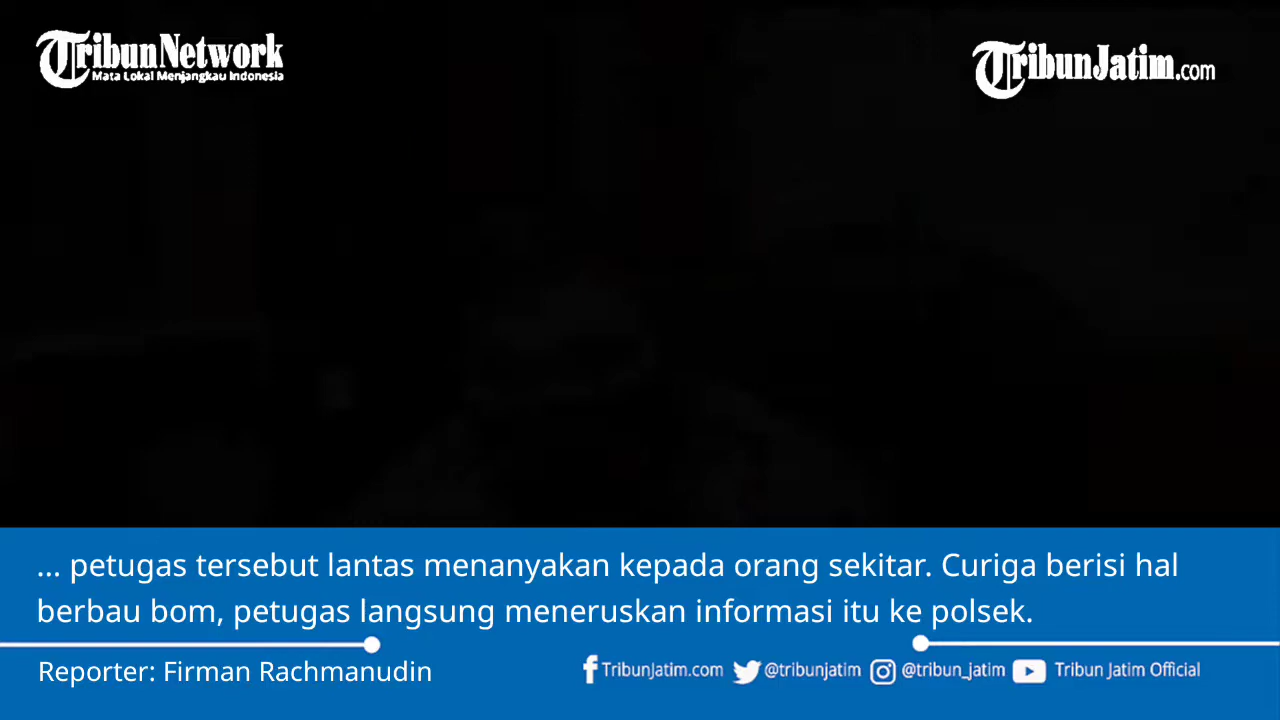 TribunNetwork
Mata Lokal Menjangkau Indonesia
TribunJatim.com
... petugas tersebut lantas menanyakan kepada orang sekitar. Curiga berisi hal
berbau bom, petugas langsung meneruskan informasi itu ke polsek.
Reporter: Firman Rachmanudin
TribunJatim.com @tribunjatim @tribun_jatim Tribun Jatim Official